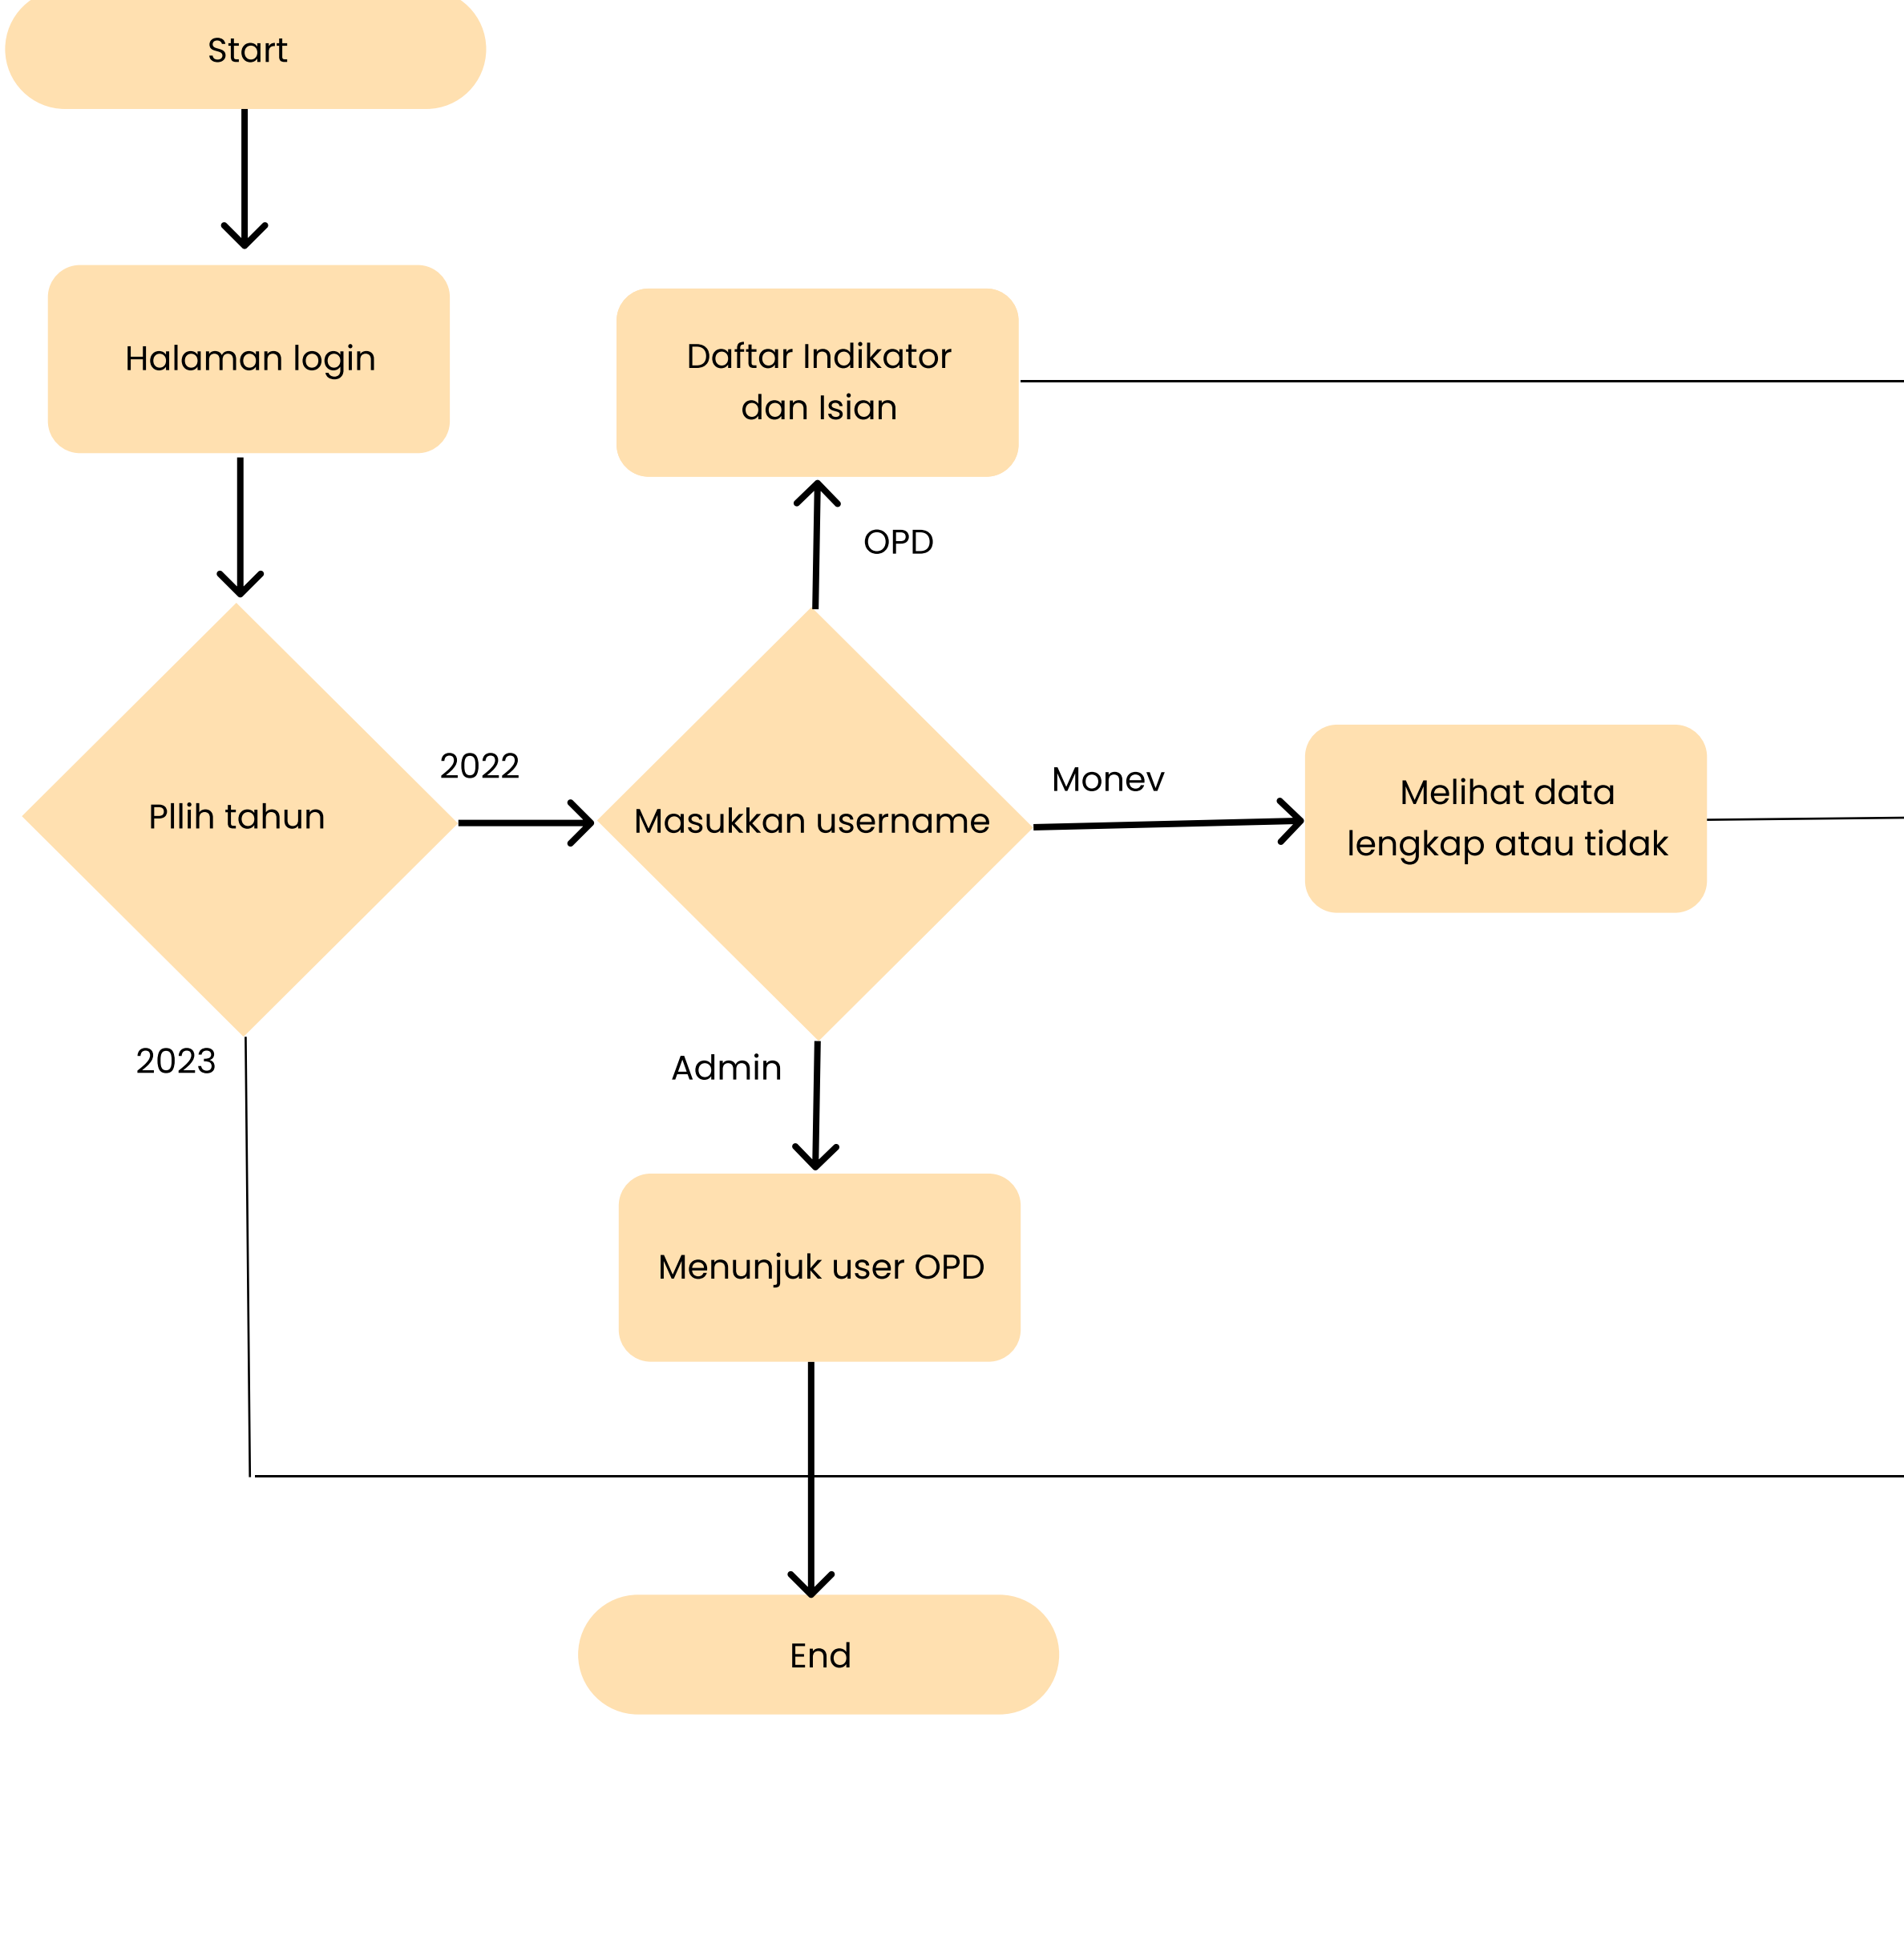 Start
Halaman login
Daftar Indikator
dan Isian
OPD
2022
Pllih tahun
Masukkan username
Monev
Melihat data
lengkap atau tidak
2023
Admin
Menunjuk user OPD
End